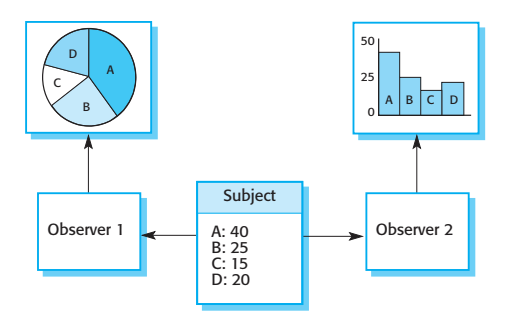 D
A
C
B
50
25
0
A B C D
Subject
Observer 1
A: 40
B: 25
C: 15
D: 20
Observer 2